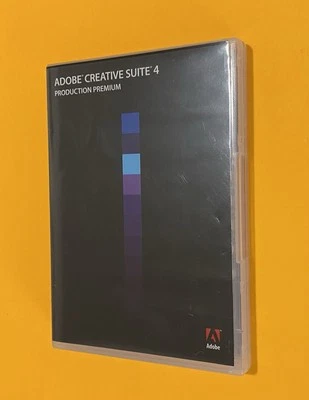 ADOBE® CREATIVE SUITE® 4
PRODUCTION PREMIUM
Adobe